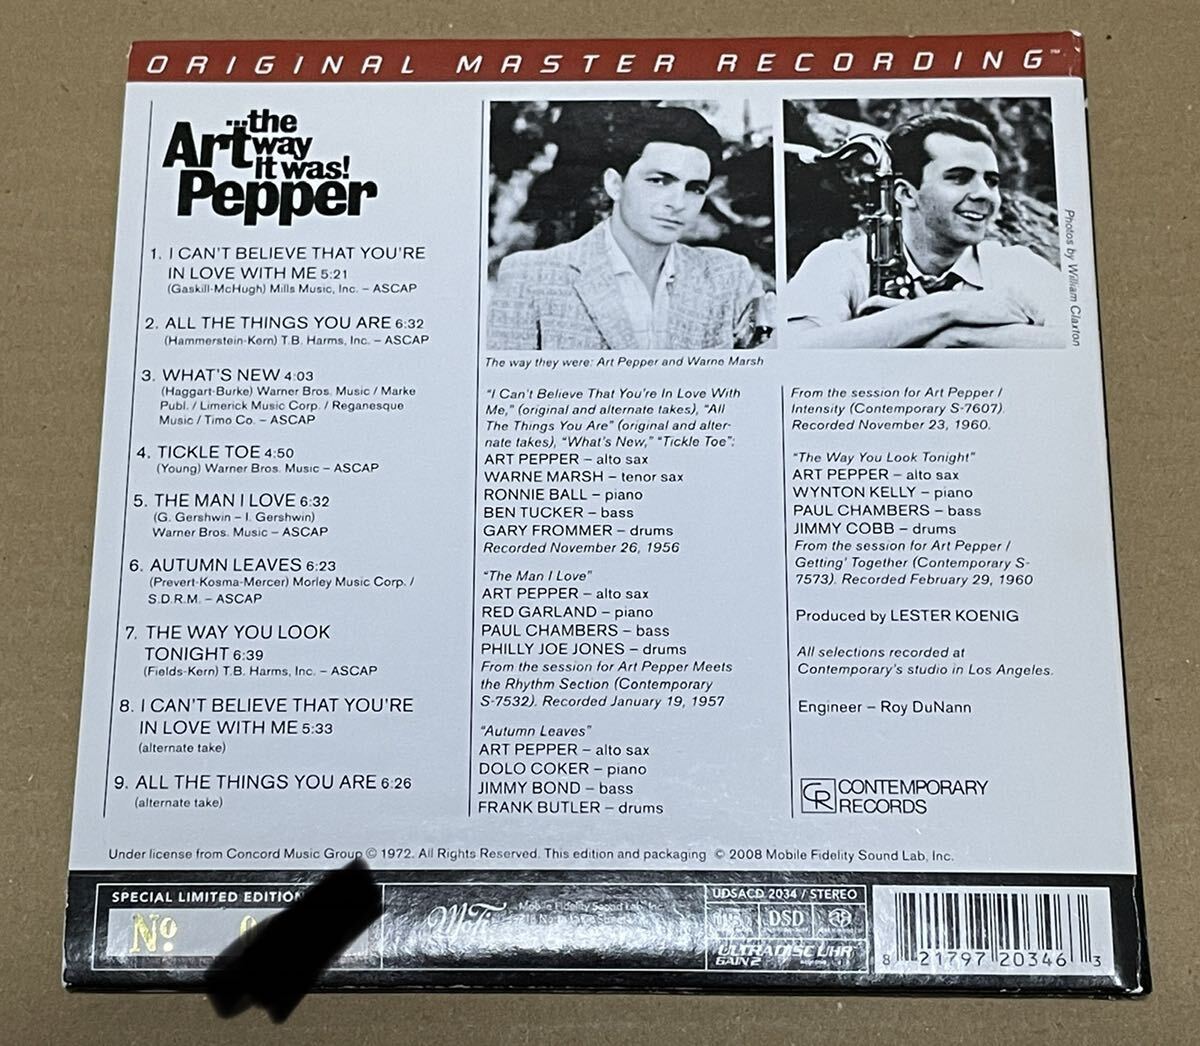 ORIGINAL MASTER RECORDING™
...the
Art way
it was!
Pepper
1. I CAN'T BELIEVE THAT YOU'RE
IN LOVE WITH ME 5:21
(Gaskill-McHugh) Mills Music, Inc. – ASCAP
2. ALL THE THINGS YOU ARE 6:32
(Hammerstein-Kern) T.B. Harms, Inc. – ASCAP
3. WHAT'S NEW 4:03
(Haggart-Burke) Warner Bros. Music / Marke
Publ. / Limerick Music Corp. / Reganesque
Music / Timo Co. – ASCAP
4. TICKLE TOE 4:50
(Young) Warner Bros. Music – ASCAP
5. THE MAN I LOVE 6:32
(G. Gershwin – I. Gershwin)
Warner Bros. Music – ASCAP
6. AUTUMN LEAVES 6:23
(Prevert-Kosma-Mercer) Morley Music Corp. /
S.D.R.M. – ASCAP
7. THE WAY YOU LOOK
TONIGHT 6:39
(Fields-Kern) T.B. Harms, Inc. – ASCAP
8. I CAN'T BELIEVE THAT YOU'RE
IN LOVE WITH ME 5:33
(alternate take)
9. ALL THE THINGS YOU ARE 6:26
(alternate take)
Photos by William Claxton
The way they were: Art Pepper and Warne Marsh
"I Can't Believe That You're In Love With
Me," (original and alternate takes), "All
The Things You Are" (original and alter-
nate takes), "What's New," "Tickle Toe":
ART PEPPER – alto sax
WARNE MARSH – tenor sax
RONNIE BALL – piano
BEN TUCKER – bass
GARY FROMMER – drums
Recorded November 26, 1956
"The Man I Love"
ART PEPPER – alto sax
RED GARLAND – piano
PAUL CHAMBERS – bass
PHILLY JOE JONES – drums
From the session for Art Pepper Meets
the Rhythm Section (Contemporary
S-7532). Recorded January 19, 1957
"Autumn Leaves"
ART PEPPER – alto sax
DOLO COKER – piano
JIMMY BOND – bass
FRANK BUTLER – drums
From the session for Art Pepper /
Intensity (Contemporary S-7607).
Recorded November 23, 1960.
"The Way You Look Tonight"
ART PEPPER – alto sax
WYNTON KELLY – piano
PAUL CHAMBERS – bass
JIMMY COBB – drums
From the session for Art Pepper /
Getting' Together (Contemporary S-
7573). Recorded February 29, 1960
Produced by LESTER KOENIG
All selections recorded at
Contemporary's studio in Los Angeles.
Engineer – Roy DuNann
CR CONTEMPORARY
RECORDS
Under license from Concord Music Group © 1972. All Rights Reserved. This edition and packaging © 2008 Mobile Fidelity Sound Lab, Inc.
SPECIAL LIMITED EDITION
Nº 0
MoFi
Mobile Fidelity Sound Lab, Inc.
UDSACD 2034 / STEREO
DSD
ULTRADISC UHR
GAIN 2
8 21797 20346 3